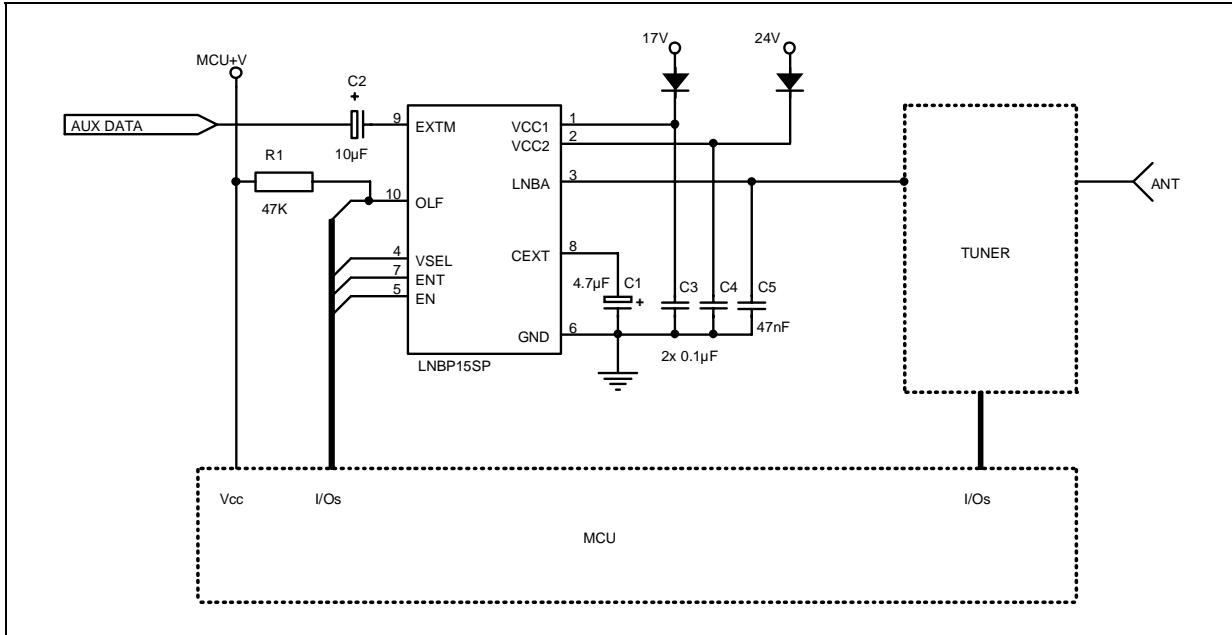 17V
24V
MCU+V
C2
+
AUX DATA
9
EXTM
10µF
VCC1
1
VCC2
2
R1
47K
10
OLF
LNBA
3
ANT
4
VSEL
7
ENT
5
EN
CEXT
8
4.7µF
C1
+
C3
C4
C5
47nF
TUNER
GND
6
2x 0.1µF
LNBP15SP
Vcc
I/Os
I/Os
MCU